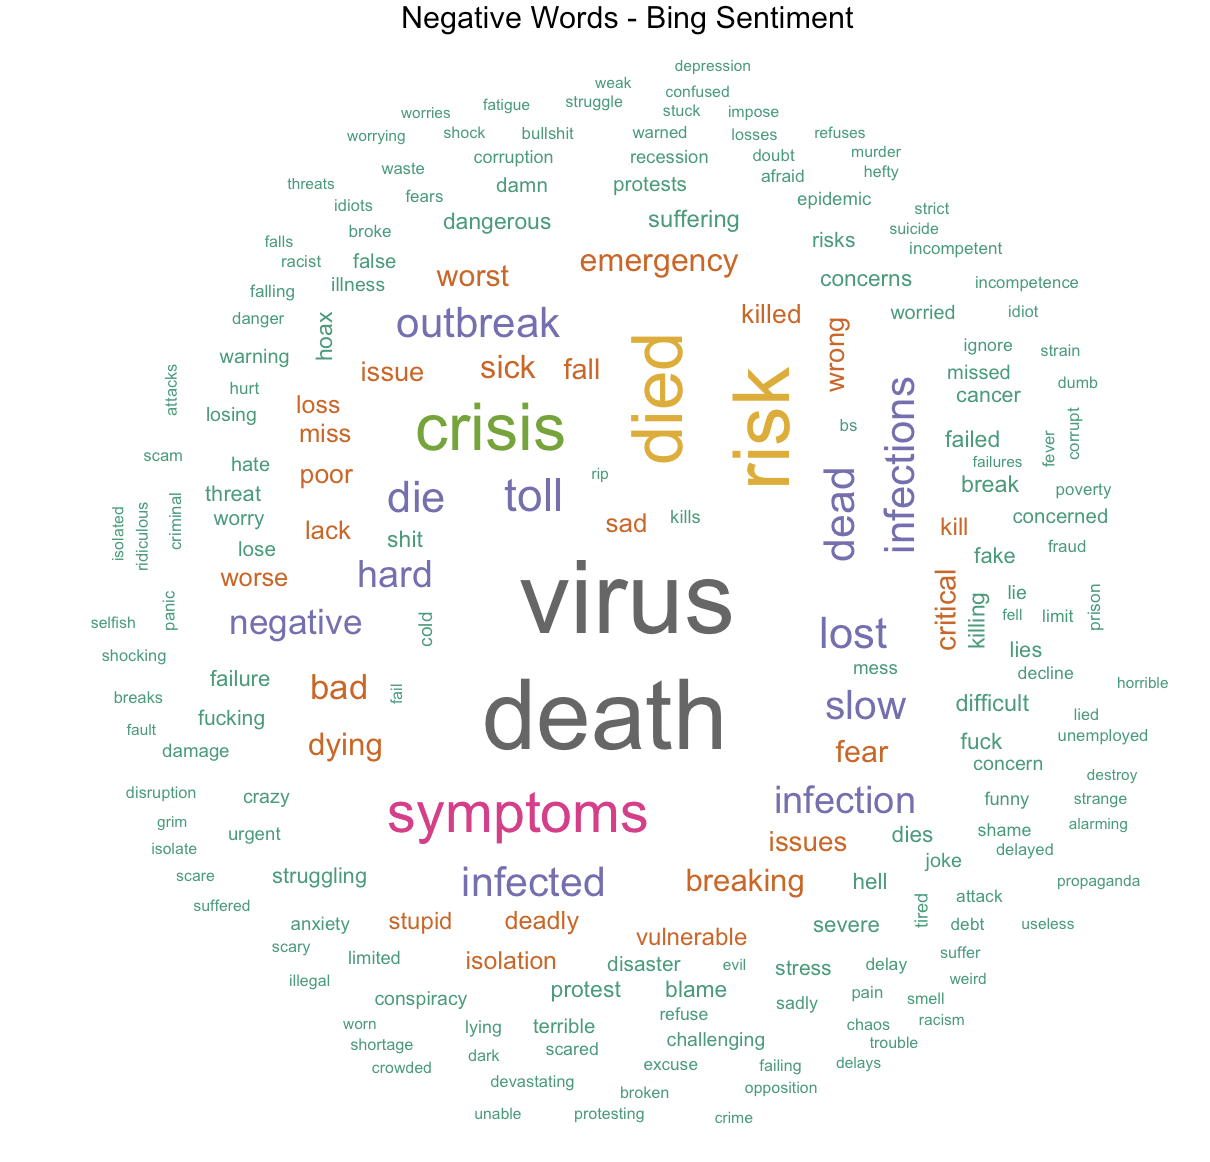 Negative Words - Bing Sentiment
depression
weak
confused
fatigue
struggle
worries
stuck
impose
worrying
shock
bullshit
warned
losses
refuses
corruption
recession
doubt
murder
waste
afraid
hefty
threats
damn
protests
fears
idiots
epidemic
strict
dangerous
suffering
broke
suicide
falls
risks
incompetent
racist
false
emergency
worst
concerns
illness
incompetence
falling
danger
outbreak
killed
worried
idiot
hoax
wrong
warning
ignore
strain
issue
sick
fall
died
risk
missed
dumb
attacks
hurt
cancer
losing
loss
miss
crisis
bs
infections
failed
corrupt
fever
scam
hate
failures
poor
rip
break
poverty
threat
die
toll
dead
worry
sad
kills
concerned
isolated
ridiculous
criminal
lack
kill
lose
shit
fake
fraud
worse
hard
virus
critical
killing
lie
prison
panic
selfish
negative
cold
fell
limit
lost
shocking
lies
mess
decline
failure
horrible
breaks
bad
fail
death
slow
difficult
fault
fucking
lied
damage
dying
fear
fuck
unemployed
concern
destroy
disruption
crazy
symptoms
infection
funny
strange
grim
urgent
dies
shame
alarming
isolate
issues
delayed
joke
scare
struggling
infected
breaking
hell
propaganda
suffered
tired
attack
anxiety
stupid
deadly
severe
debt
useless
scary
vulnerable
limited
isolation
disaster
evil
stress
delay
suffer
illegal
weird
conspiracy
protest
blame
sadly
pain
smell
worn
lying
terrible
refuse
chaos
racism
shortage
dark
scared
challenging
trouble
crowded
excuse
failing
delays
devastating
broken
opposition
unable
protesting
crime